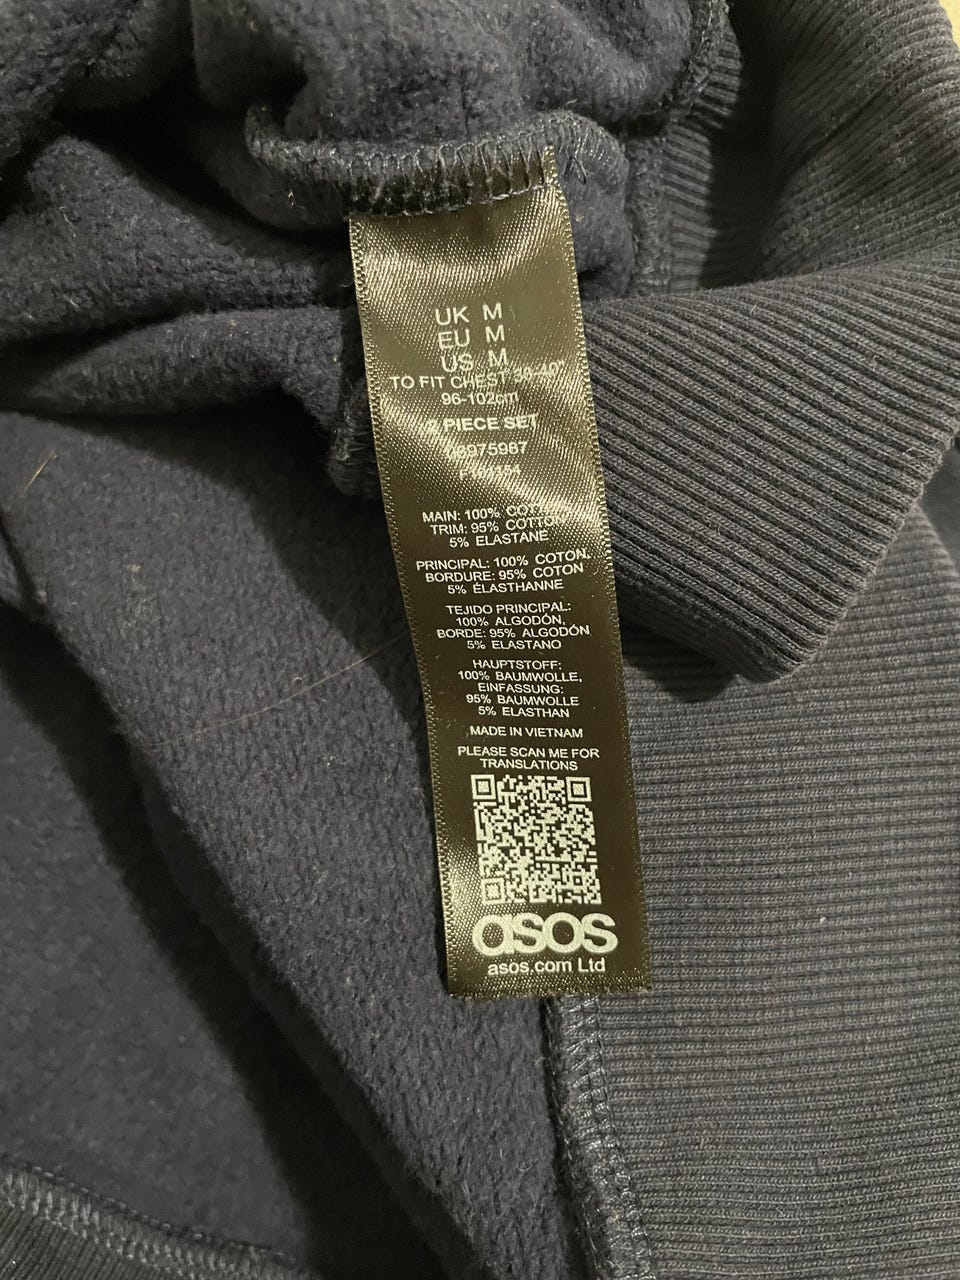 UK M
EU M
US M
TO FIT CHEST 38-40"
96-102cm
PIECE SET
MAIN: 100%
TRIM: 95% COTTON
5% ELASTANE
PRINCIPAL: 100% COTON.
BORDURE: 95% COTON
5% ÉLASTHANNE
TEJIDO PRINCIPAL:
100% ALGODÓN,
BORDE: 95% ALGODÓN
5% ELASTANO
HAUPTSTOFF:
100% BAUMWOLLE,
EINFASSUNG:
95% BAUMWOLLE
5% ELASTHAN
MADE IN VIETNAM
PLEASE SCAN ME FOR
TRANSLATIONS
asos
asos.com Ltd